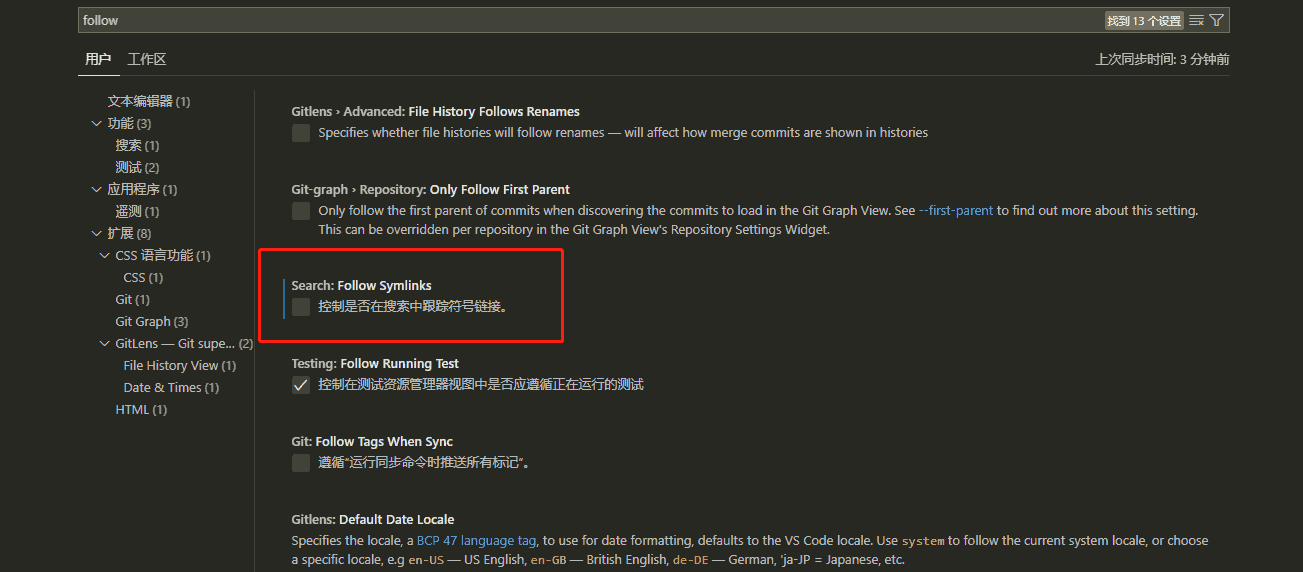 follow
找到 13 个设置
用户
工作区
上次同步时间: 3 分钟前
文本编辑器 (1)
功能 (3)
搜索 (1)
测试 (2)
应用程序 (1)
遥测 (1)
扩展 (8)
CSS 语言功能 (1)
CSS (1)
Git (1)
Git Graph (3)
GitLens — Git supe... (2)
File History View (1)
Date & Times (1)
HTML (1)
Gitlens › Advanced: File History Follows Renames
Specifies whether file histories will follow renames — will affect how merge commits are shown in histories
Git-graph › Repository: Only Follow First Parent
Only follow the first parent of commits when discovering the commits to load in the Git Graph View. See --first-parent to find out more about this setting.
This can be overridden per repository in the Git Graph View's Repository Settings Widget.
Search: Follow Symlinks
控制是否在搜索中跟踪符号链接。
Testing: Follow Running Test
控制在测试资源管理器视图中是否应遵循正在运行的测试
Git: Follow Tags When Sync
遵循“运行同步命令时推送所有标记”。
Gitlens: Default Date Locale
Specifies the locale, a BCP 47 language tag, to use for date formatting, defaults to the VS Code locale. Use system to follow the current system locale, or choose
a specific locale, e.g en-US — US English, en-GB — British English, de-DE — German, 'ja-JP = Japanese, etc.